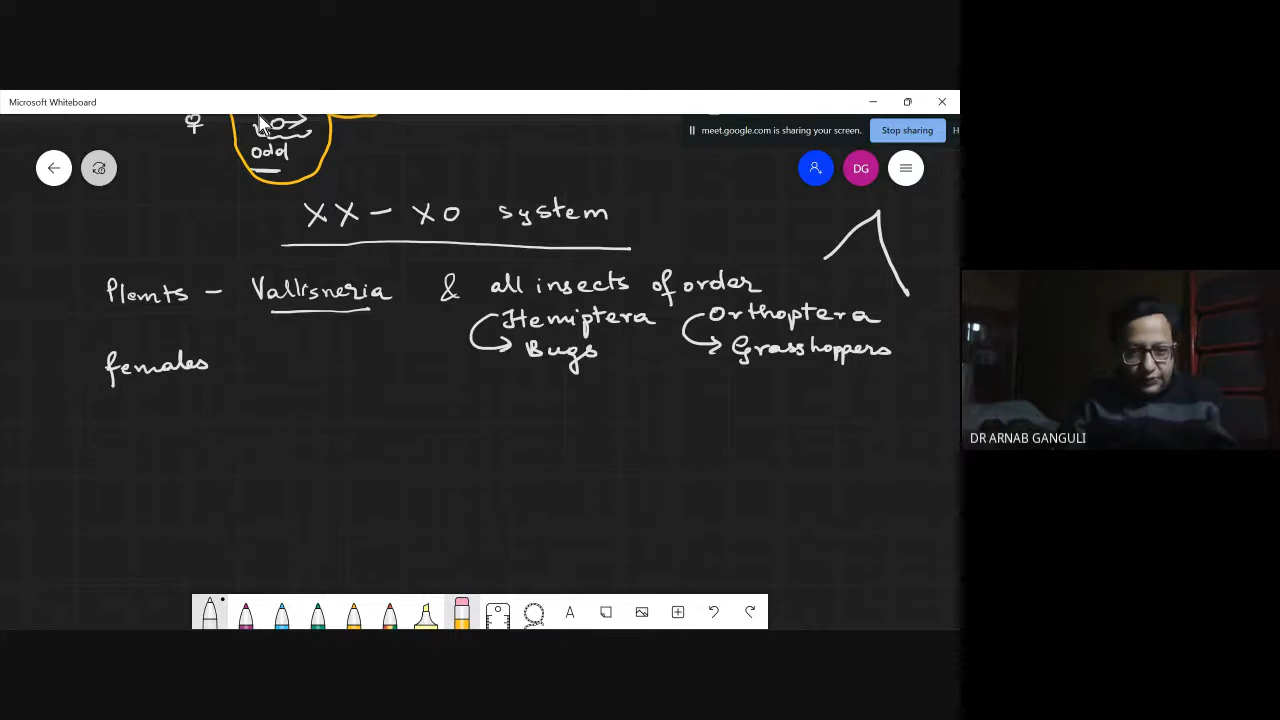 Microsoft Whiteboard
♀
odd
meet.google.com is sharing your screen.
Stop sharing
H
DG
XX – XO system
Plants – Vallisneria & all insects of order
Hemiptera Orthoptera
Bugs Grasshoppers
females
DR ARNAB GANGULI
A